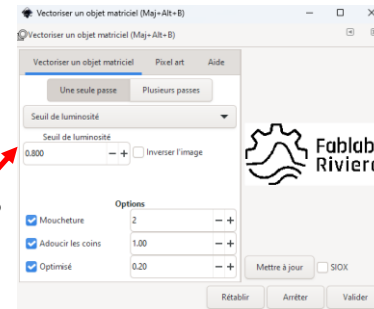 Vectoriser un objet matriciel (Maj+Alt+B)
Vectoriser un objet matriciel (Maj+Alt+B)
Vectoriser un objet matriciel Pixel art Aide
Une seule passe Plusieurs passes
Seuil de luminosité
Seuil de luminosité
0.800 Inverser l'image
Fablab
Riviera
Options
Moucheture 2
Adoucir les coins 1.00
Optimisé 0.20
Mettre à jour SIOX
Rétablir Arrêter Valider